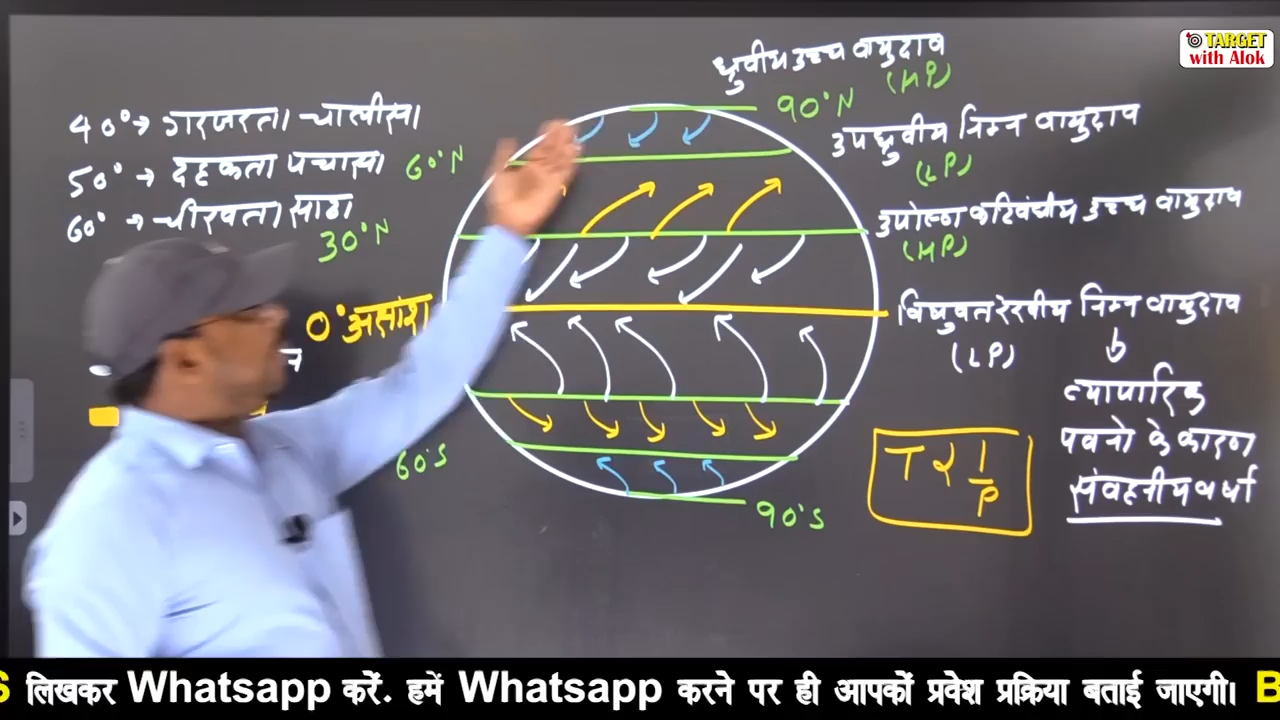 TARGET
with Alok
ध्रुवीय उच्च वायुदाव
(HP)
90°N
40°→ गरजता चालीसा
50°→ दहकता पचासा
60°→ चीखता साठा
60°N
30°N
उपध्रुवीय निम्न वायुदाव
(LP)
उपोष्ण कटिबंधीय उच्च वायुदाव
(HP)
0° अक्षांश
विषुवतरेखीय निम्न वायुदाव
(LP)
व्यापारिक
पवनो के कारण
संवहनीय वर्षा
T ∝ 1/P
60°S
90°S
S लिखकर Whatsapp करें. हमें Whatsapp करने पर ही आपकों प्रवेश प्रक्रिया बताई जाएगी। B